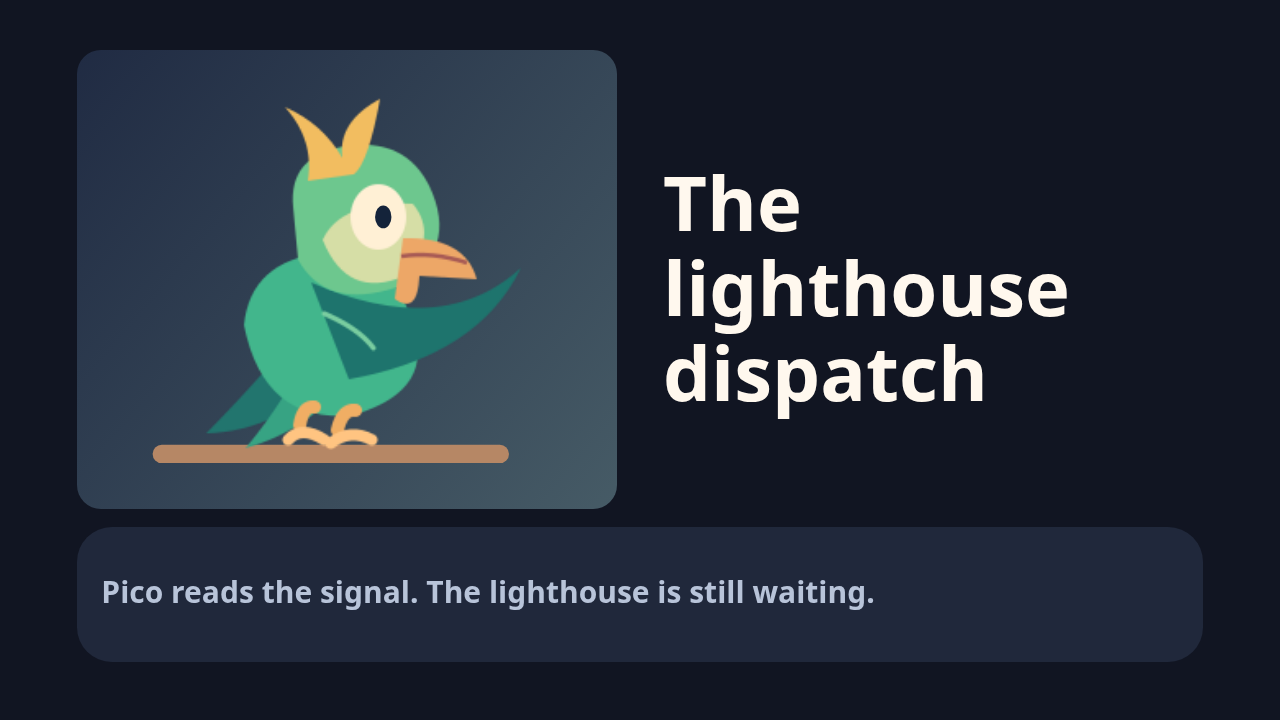 The
lighthouse
dispatch
Pico reads the signal. The lighthouse is still waiting.